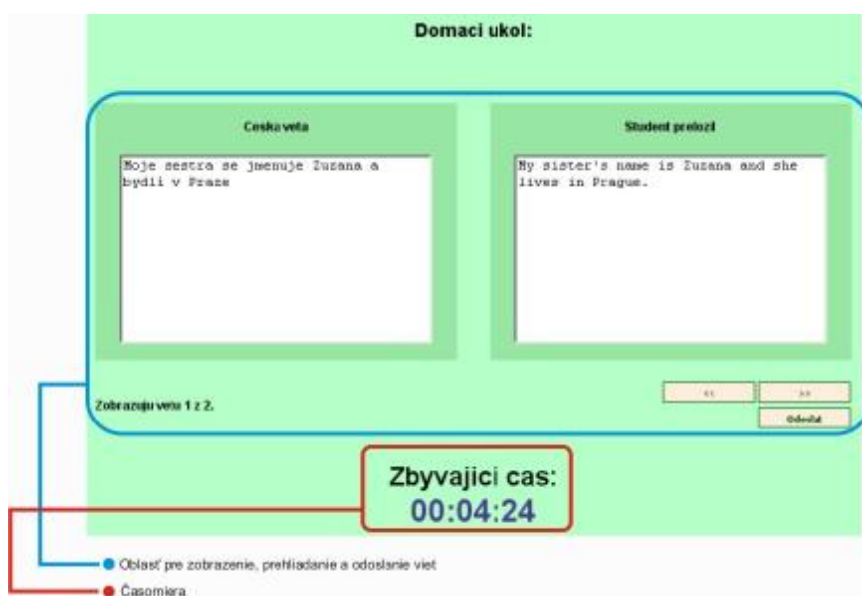 Domaci ukol:
Ceska veta
Student prelozil
Moje sestra se jmenuje Zuzana a
bydli v Praze
My sister's name is Zuzana and she
lives in Prague.
<<
>>
Zobrazuju vetu 1 z 2.
Odeslat
Zbyvajici cas:
00:04:24
Oblasť pre zobrazenie, prehliadanie a odoslanie viet
Časomiera